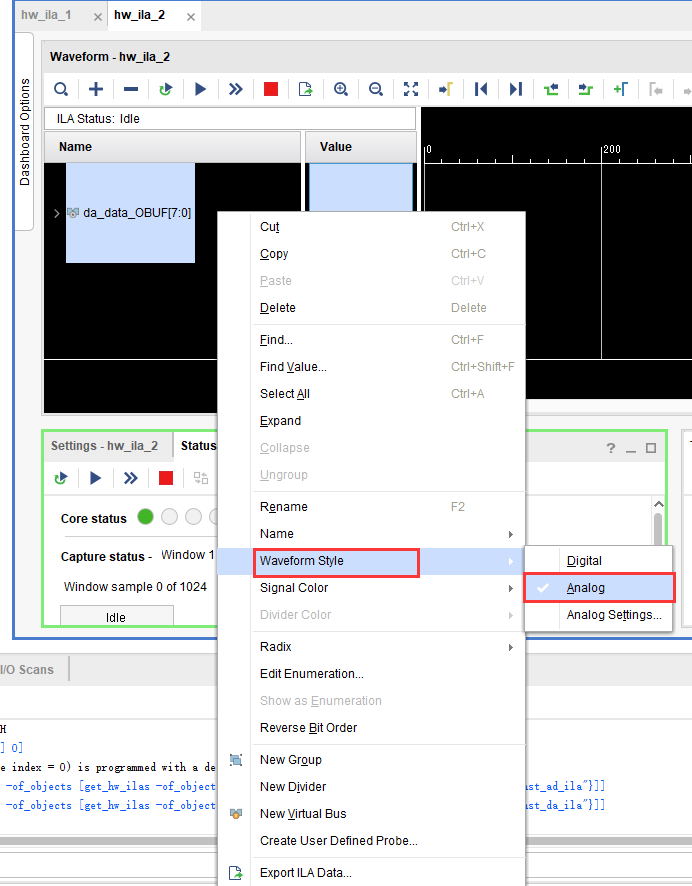 hw_ila_1
hw_ila_2
Dashboard Options
Waveform - hw_ila_2
ILA Status: Idle
Name
Value
0
200
da_data_OBUF[7:0]
Cut Ctrl+X
Copy Ctrl+C
Paste Ctrl+V
Delete Delete
Find... Ctrl+F
Find Value... Ctrl+Shift+F
Select All Ctrl+A
Expand
Collapse
Ungroup
Rename F2
Name
Waveform Style
Signal Color
Divider Color
Radix
Edit Enumeration...
Show as Enumeration
Reverse Bit Order
New Group
New Divider
New Virtual Bus
Create User Defined Probe...
Export ILA Data...
Digital
Analog
Analog Settings...
Settings - hw_ila_2
Status
Core status
Capture status - Window 1
Window sample 0 of 1024
Idle
I/O Scans
H
] 0]
e index = 0) is programmed with a de
-of_objects [get_hw_ilas -of_object
ast_ad_ila"}]]
-of_objects [get_hw_ilas -of_object
st_da_ila"}]]